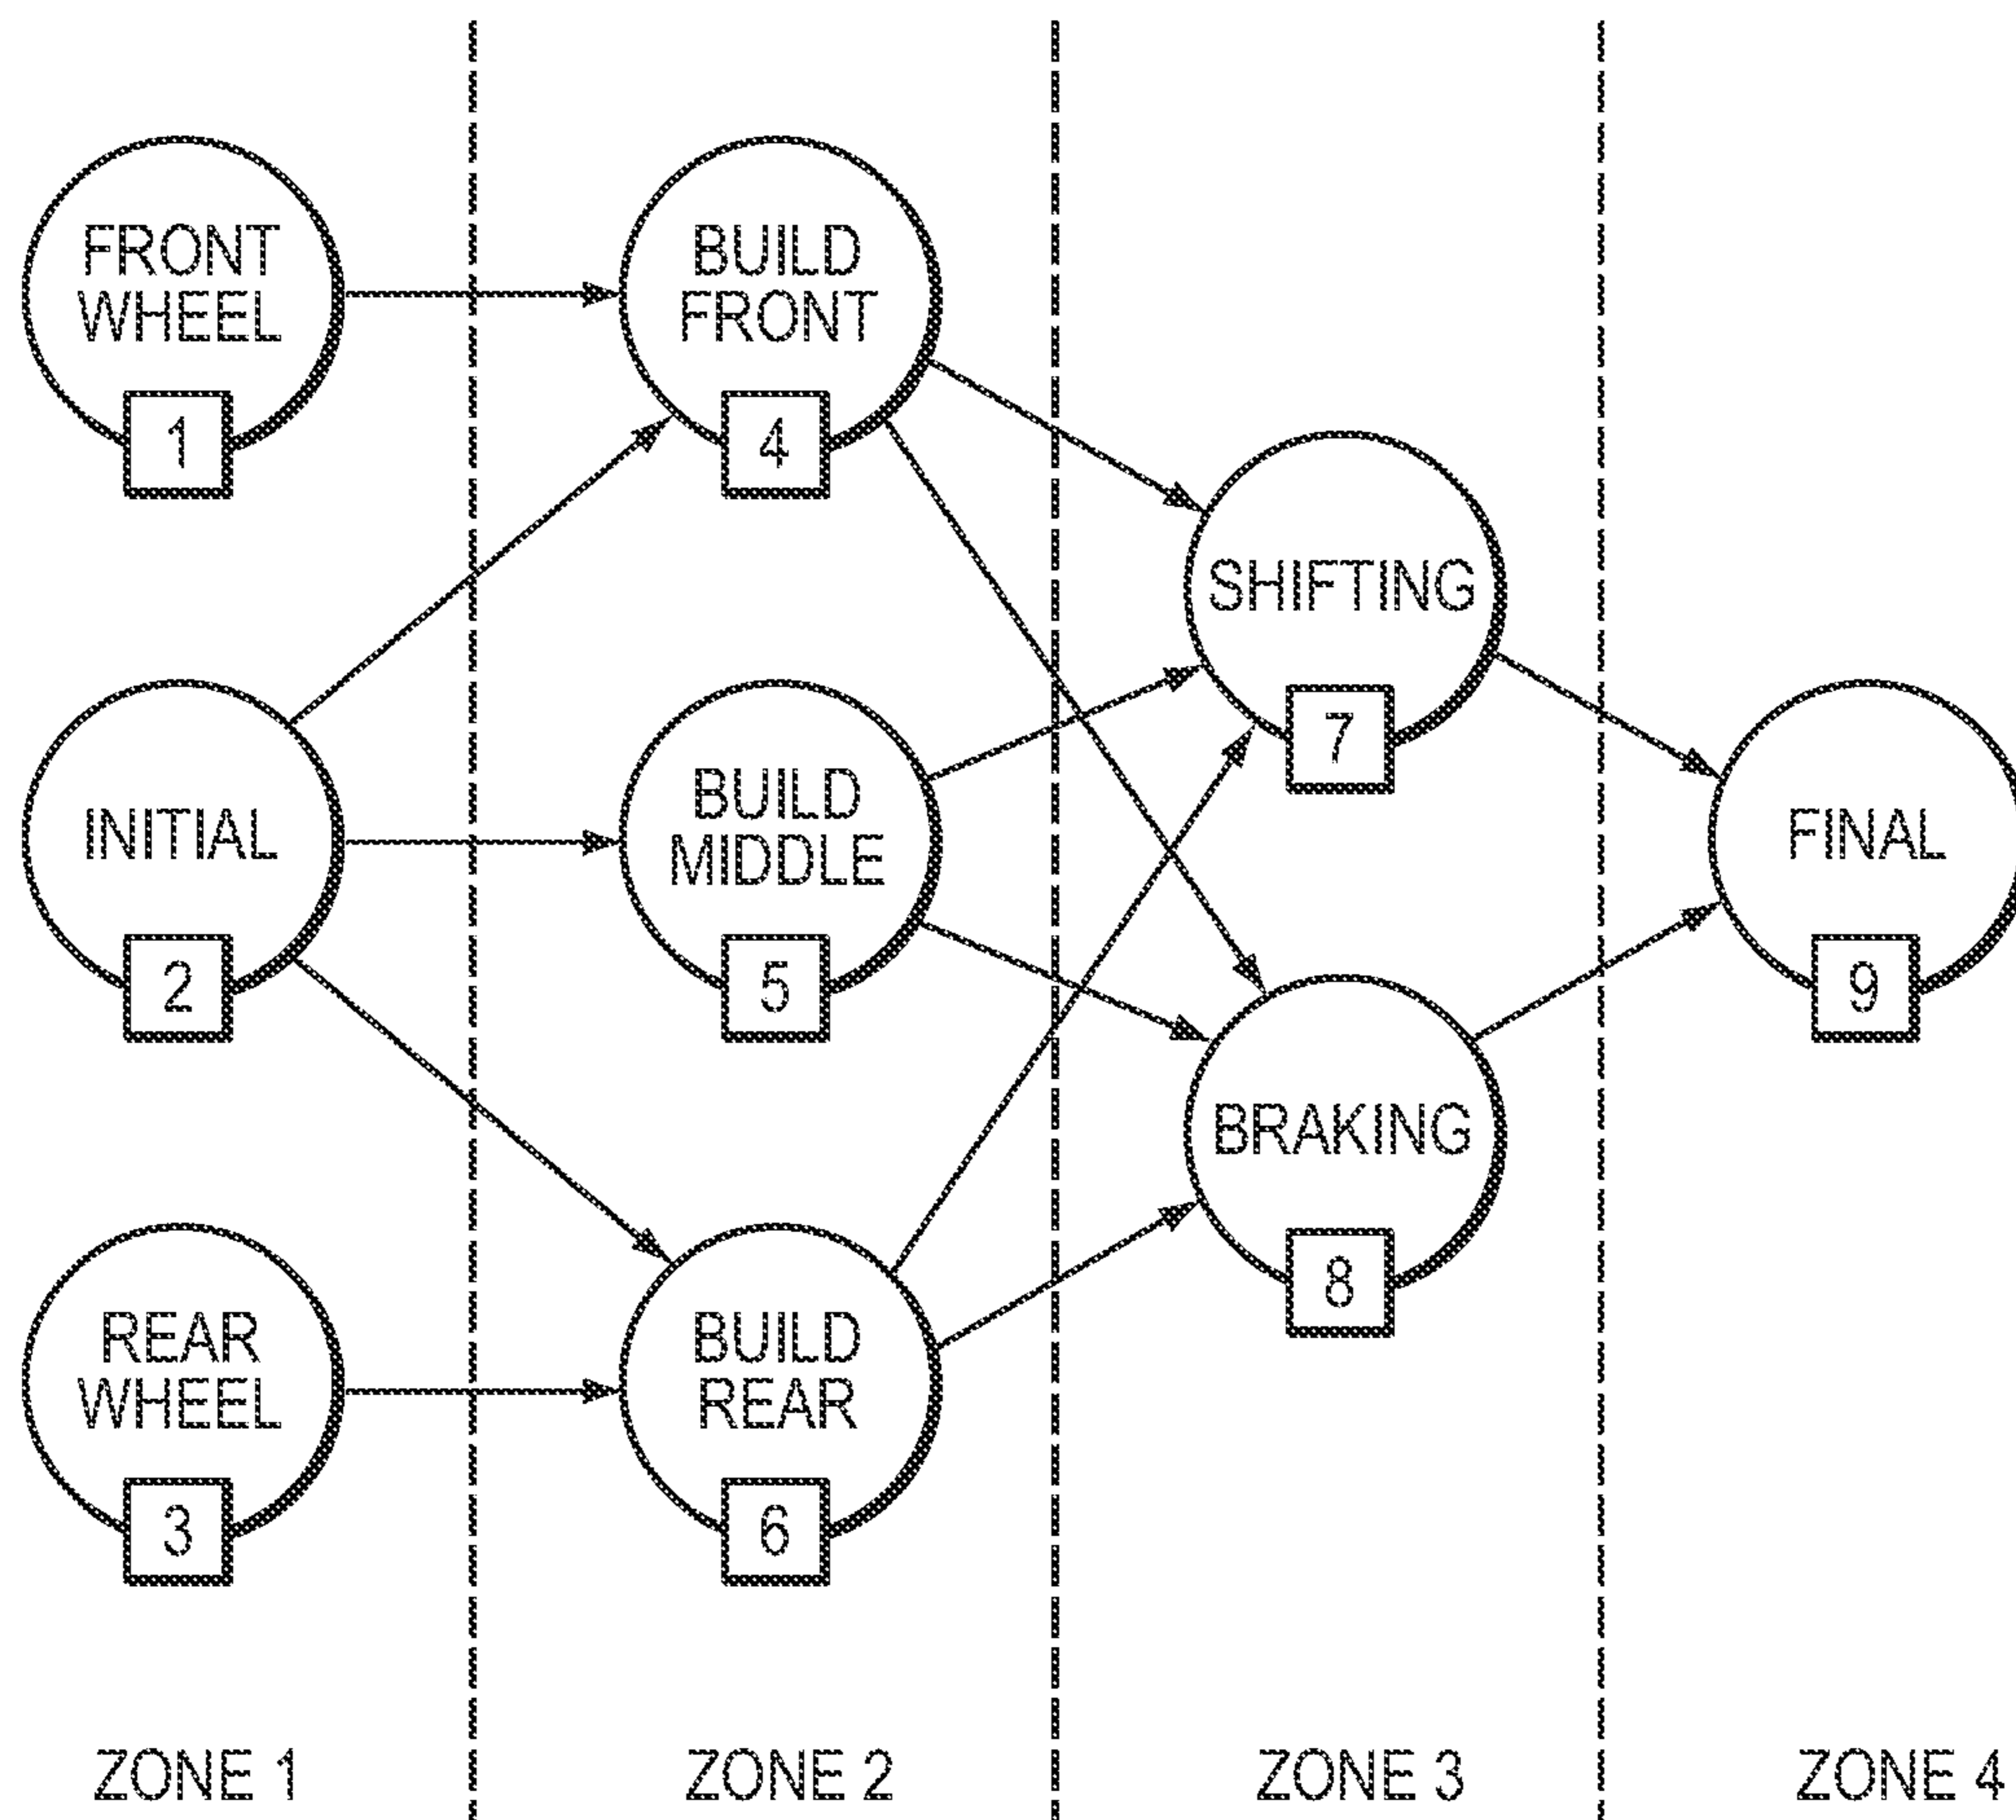 FRONT
WHEEL
1
INITIAL
2
REAR
WHEEL
3
ZONE 1
BUILD
FRONT
4
BUILD
MIDDLE
5
BUILD
REAR
6
ZONE 2
SHIFTING
7
BRAKING
8
ZONE 3
FINAL
9
ZONE 4